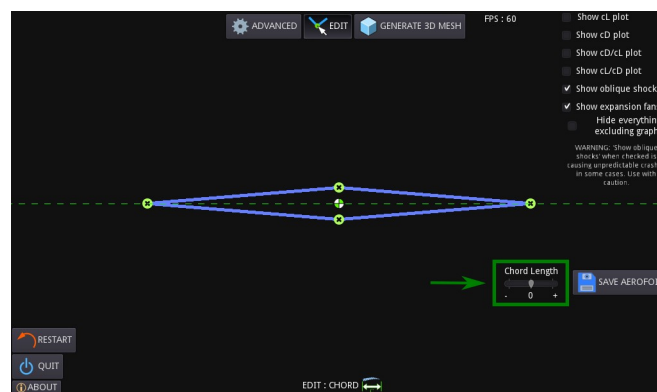 ADVANCED
EDIT
GENERATE 3D MESH
FPS : 60
Show cL plot
Show cD plot
Show cD/cL plot
Show cL/cD plot
Show oblique shock
Show expansion fan
Hide everythin
excluding graph
WARNING: 'Show oblique
shocks' when checked is
causing unpredictable crash
in some cases. Use with
caution.
Chord Length
- 0 +
SAVE AEROFOI
RESTART
QUIT
ABOUT
EDIT : CHORD